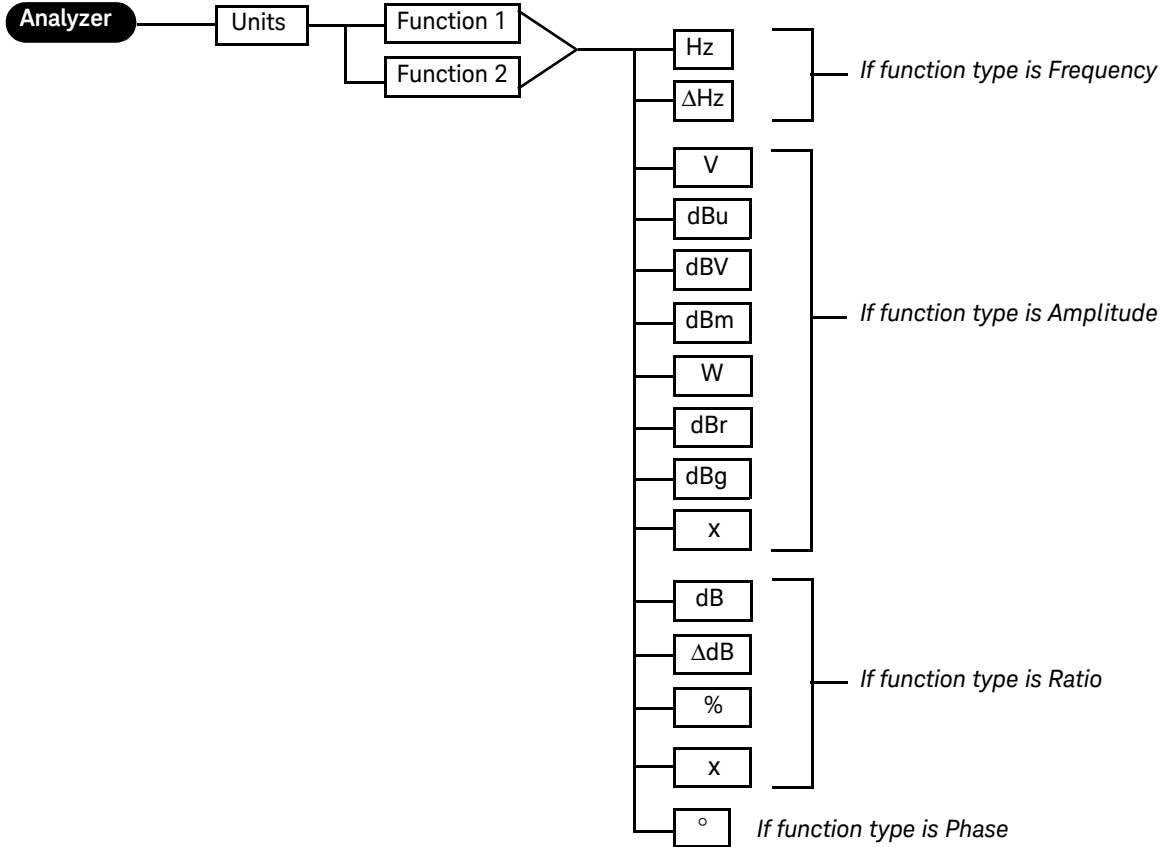 Analyzer
Units
Function 1
Function 2
Hz
ΔHz
If function type is Frequency
V
dBu
dBV
dBm
W
dBr
dBg
x
If function type is Amplitude
dB
ΔdB
%
x
If function type is Ratio
°
If function type is Phase